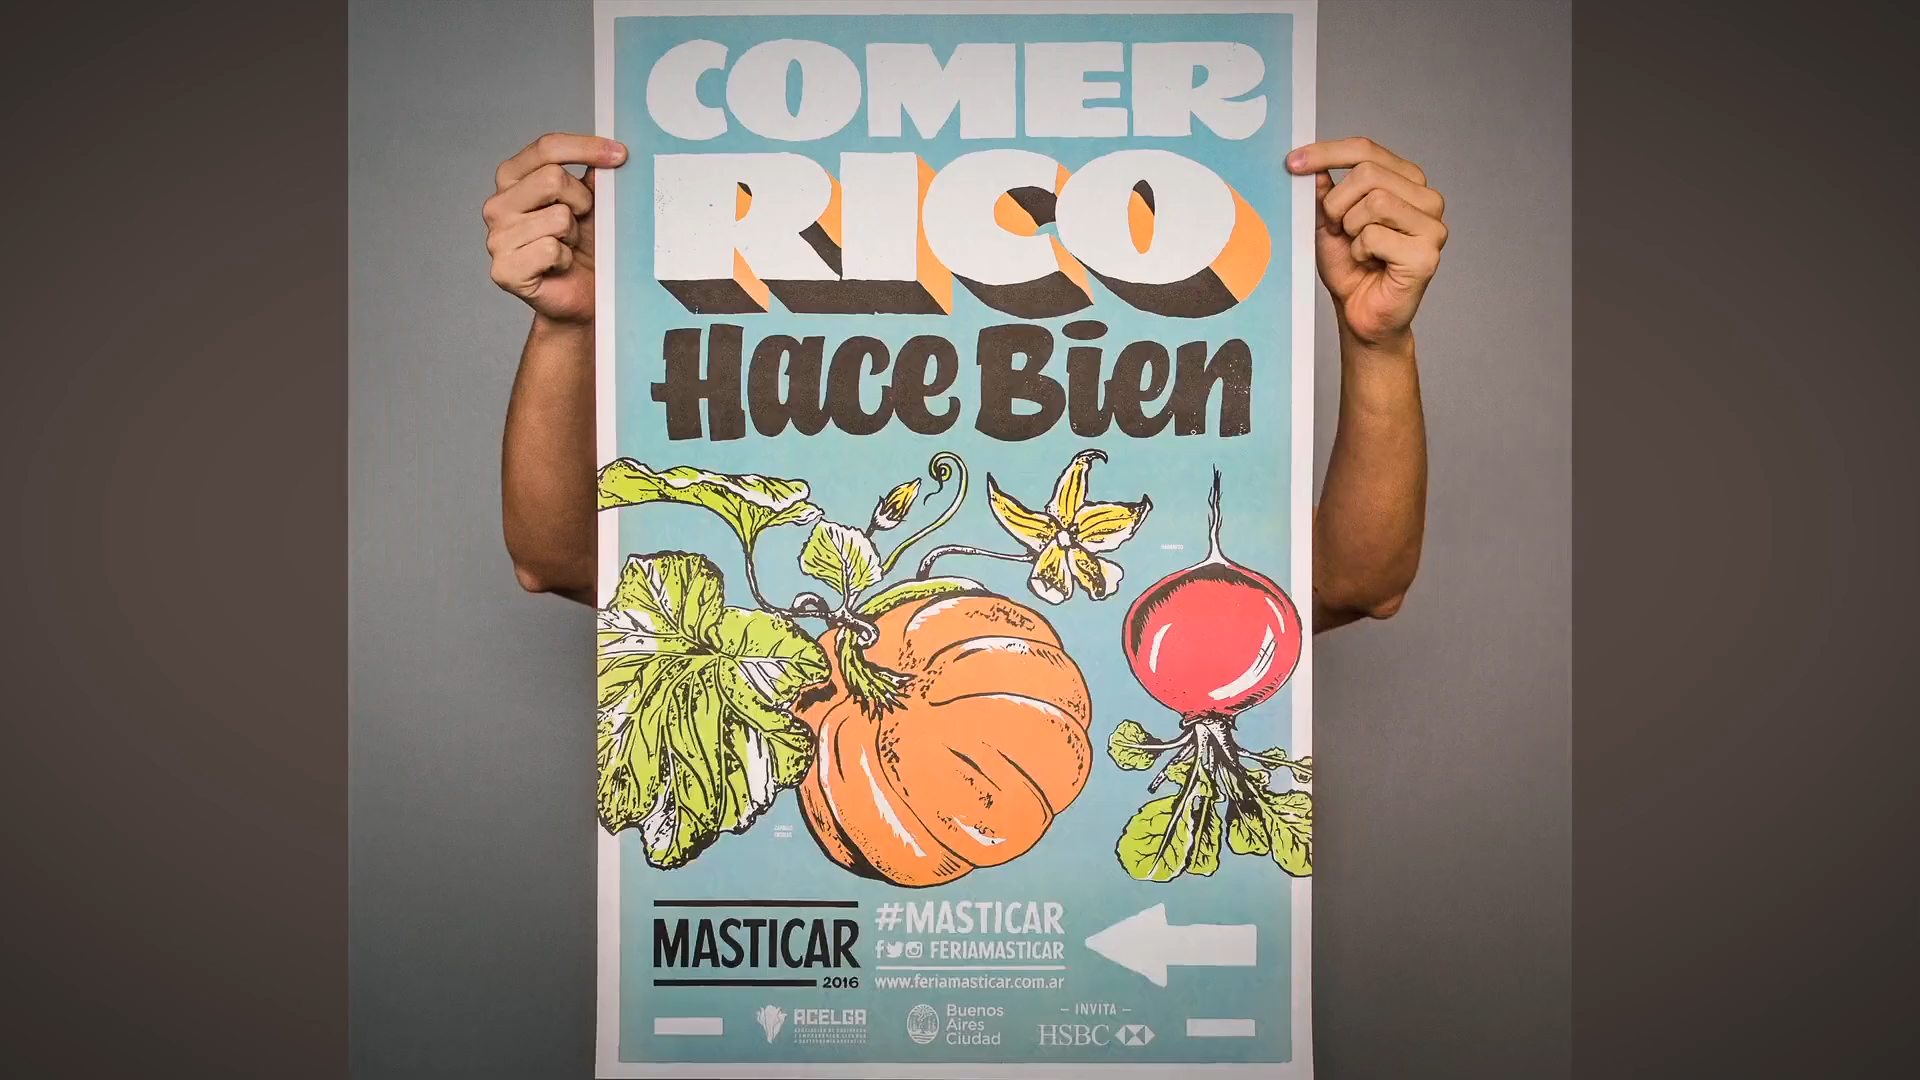 COMER
RICO
Hace Bien
MASTICAR
2016
#MASTICAR
FERIAMASTICAR
www.feriamasticar.com.ar
ACELGA
Buenos
Aires
Ciudad
– INVITA –
HSBC